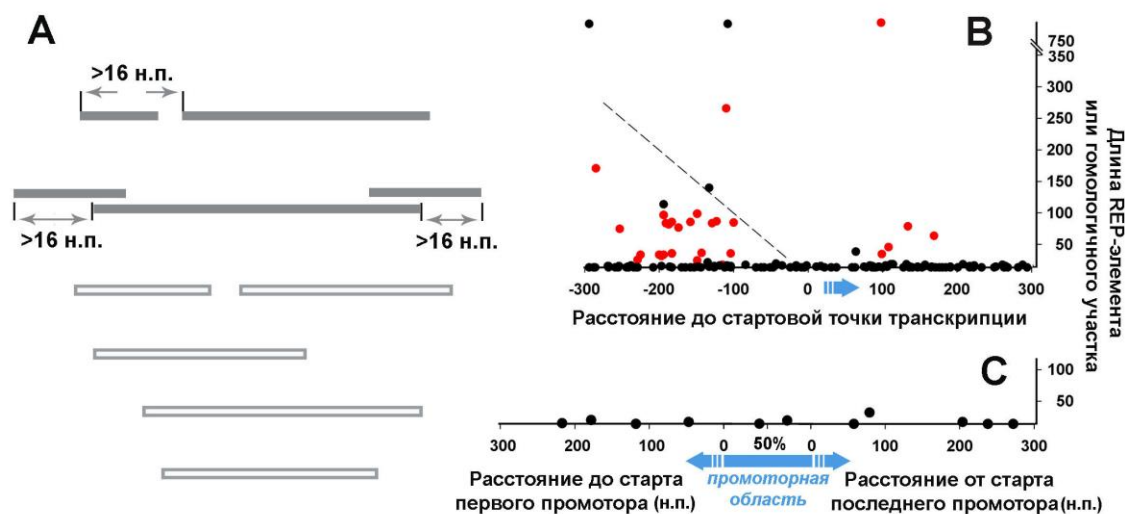 A
>16 н.п.
>16 н.п.
>16 н.п.
B
750
350
300
250
200
150
100
50
-300
-200
-100
0
100
200
300
Расстояние до стартовой точки транскрипции
Длина REP-элемента
или гомологичного участка
C
100
50
300
200
100
0
50%
0
100
200
300
Расстояние до старта
первого промотора (н.п.)
промоторная
область
Расстояние от старта
последнего промотора (н.п.)